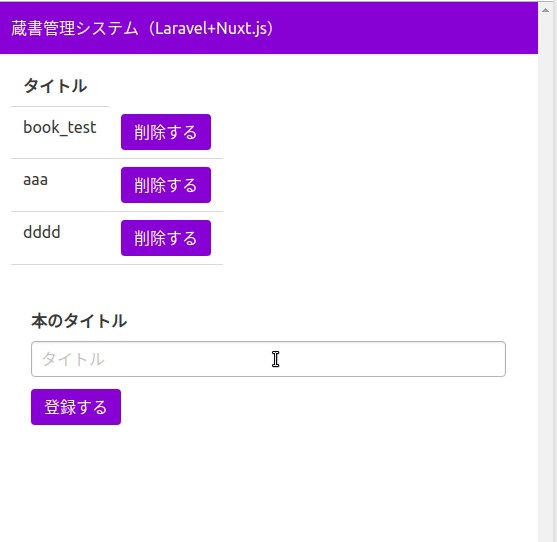 蔵書管理システム（Laravel+Nuxt.js）
タイトル
book_test 削除する
aaa 削除する
dddd 削除する
本のタイトル
タイトル
登録する